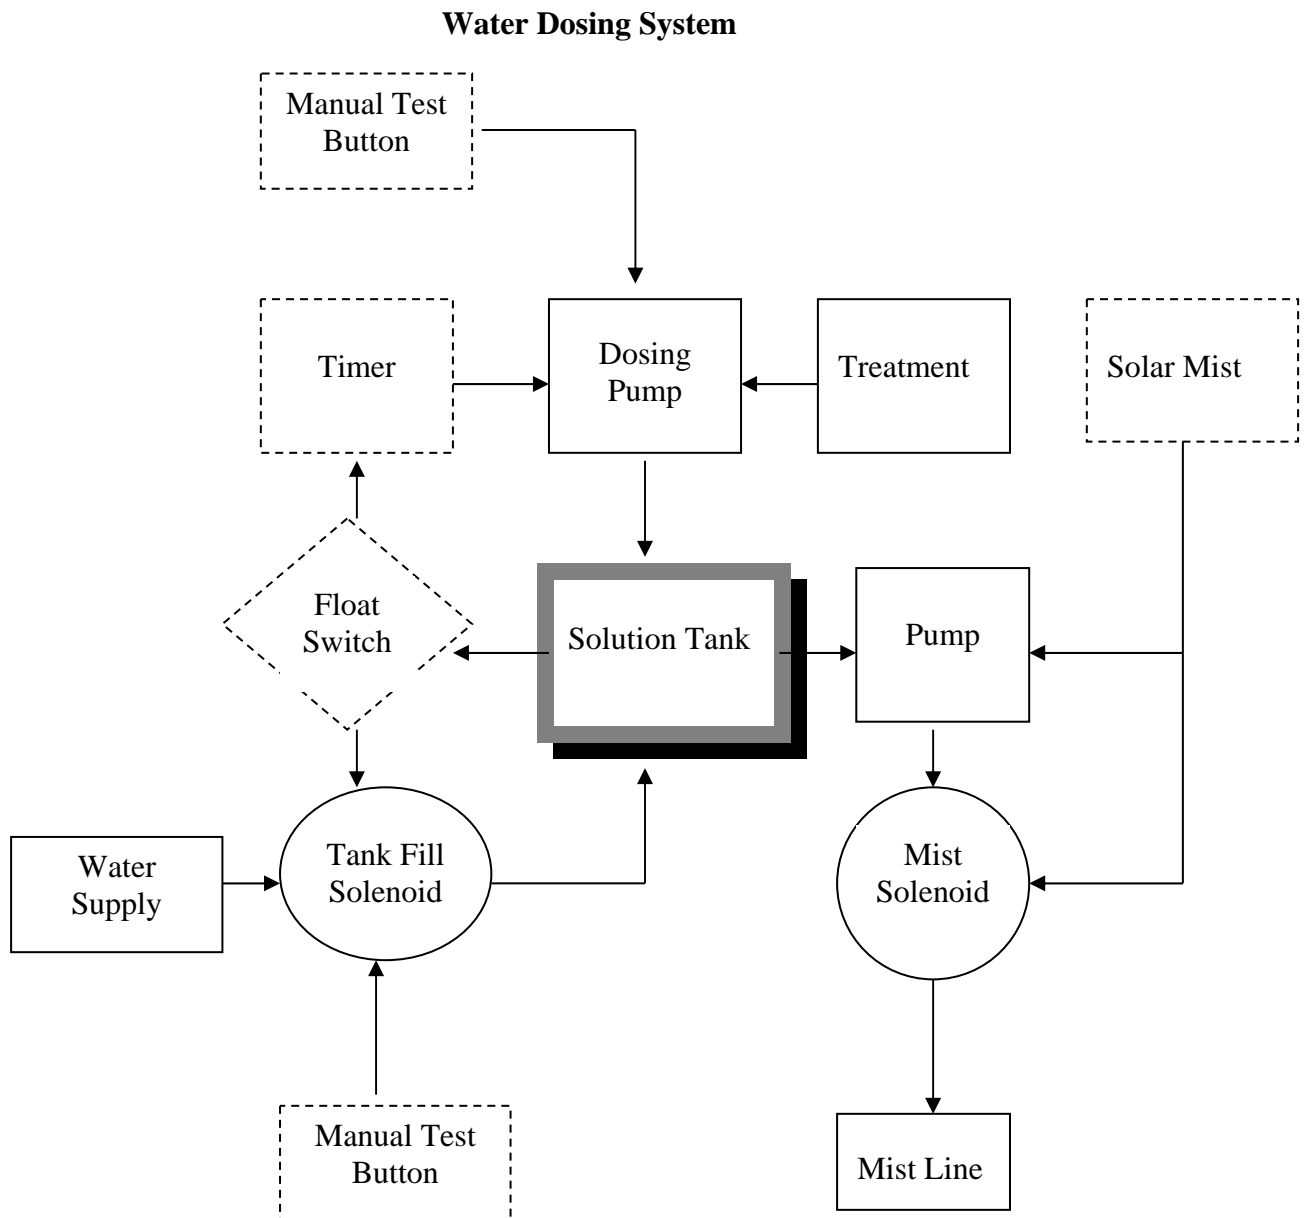 Water Dosing System
Manual Test
Button
Timer
Dosing
Pump
Treatment
Solar Mist
Float
Switch
Solution Tank
Pump
Water
Supply
Tank Fill
Solenoid
Mist
Solenoid
Manual Test
Button
Mist Line